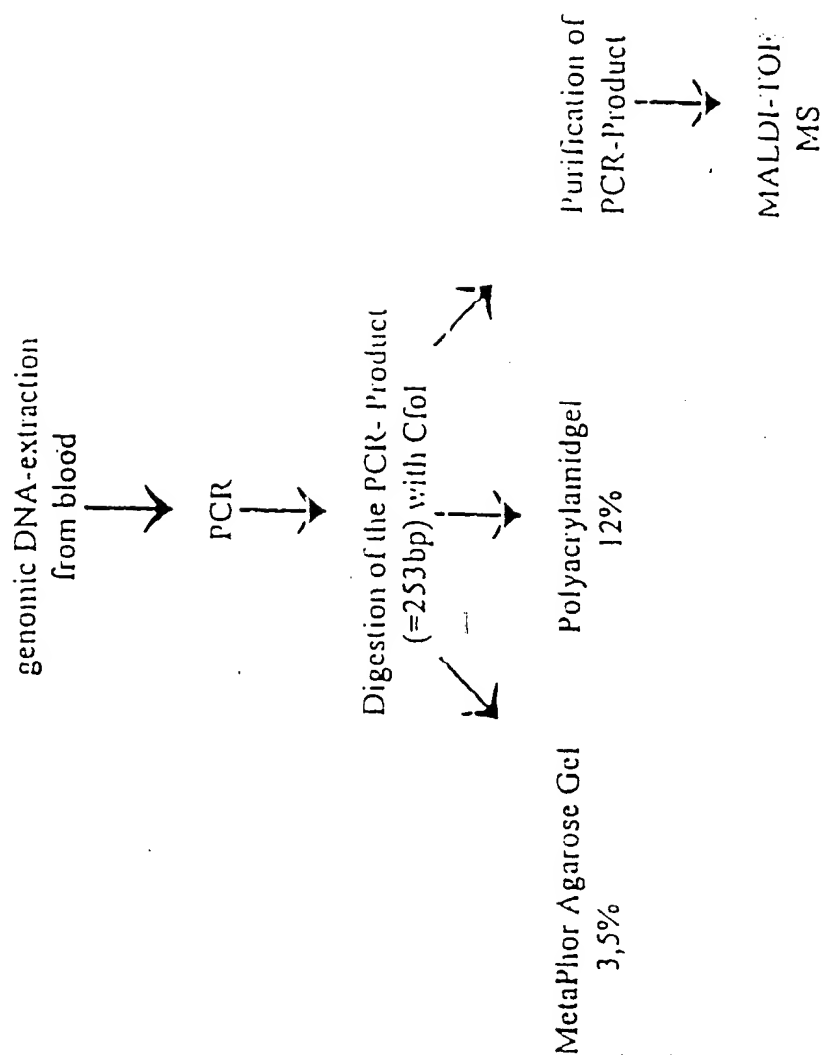 genomic DNA-extraction
from blood
PCR
Digestion of the PCR- Product
(=253bp) with CfoI
MetaPhor Agarose Gel
3,5%
Polyacrylamidgel
12%
Purification of
PCR-Product
MALDI-TOF
MS